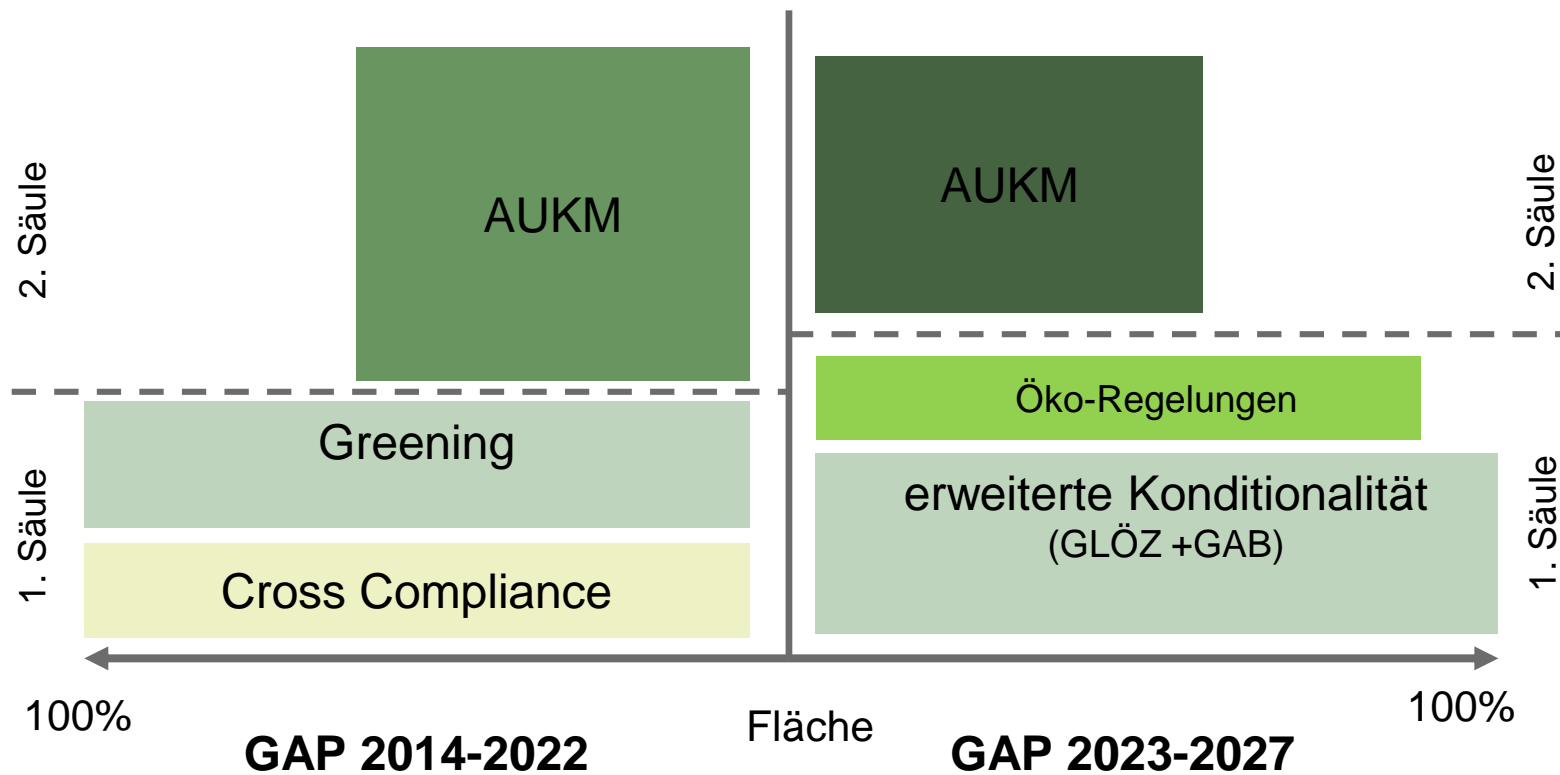 2. Säule
1. Säule
AUKM
Greening
Cross Compliance
AUKM
Öko-Regelungen
erweiterte Konditionalität
(GLÖZ +GAB)
2. Säule
1. Säule
100%
Fläche
100%
GAP 2014-2022
GAP 2023-2027